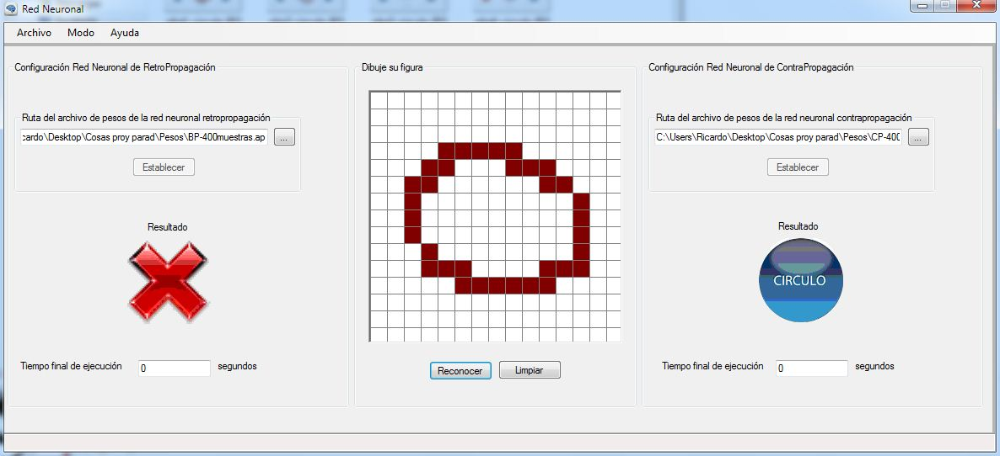 Red Neuronal
Archivo Modo Ayuda
Configuración Red Neuronal de RetroPropagación
Ruta del archivo de pesos de la red neuronal retropropagación
cardo\Desktop\Cosas proy parad\Pesos\BP-400muestras.ap
...
Establecer
Resultado
Tiempo final de ejecución 0 segundos
Dibuje su figura
Reconocer Limpiar
Configuración Red Neuronal de ContraPropagación
Ruta del archivo de pesos de la red neuronal contrapropagación
C:\Users\Ricardo\Desktop\Cosas proy parad\Pesos\CP-400
...
Establecer
Resultado
CIRCULO
Tiempo final de ejecución 0 segundos